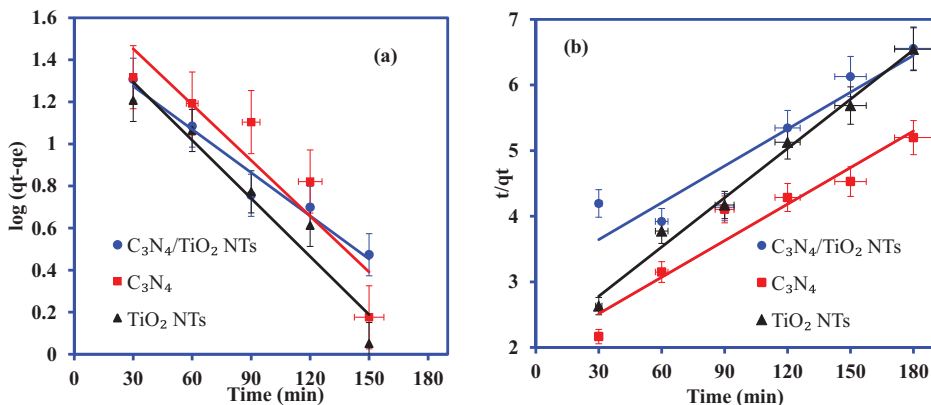 1.6
1.4
1.2
1
0.8
0.6
0.4
0.2
0
log (qt-qe)
(a)
C₃N₄/TiO₂ NTs
C₃N₄
TiO₂ NTs
0 30 60 90 120 150 180
Time (min)
7
6
5
4
3
2
t/qt
(b)
C₃N₄/TiO₂ NTs
C₃N₄
TiO₂ NTs
0 30 60 90 120 150 180
Time (min)